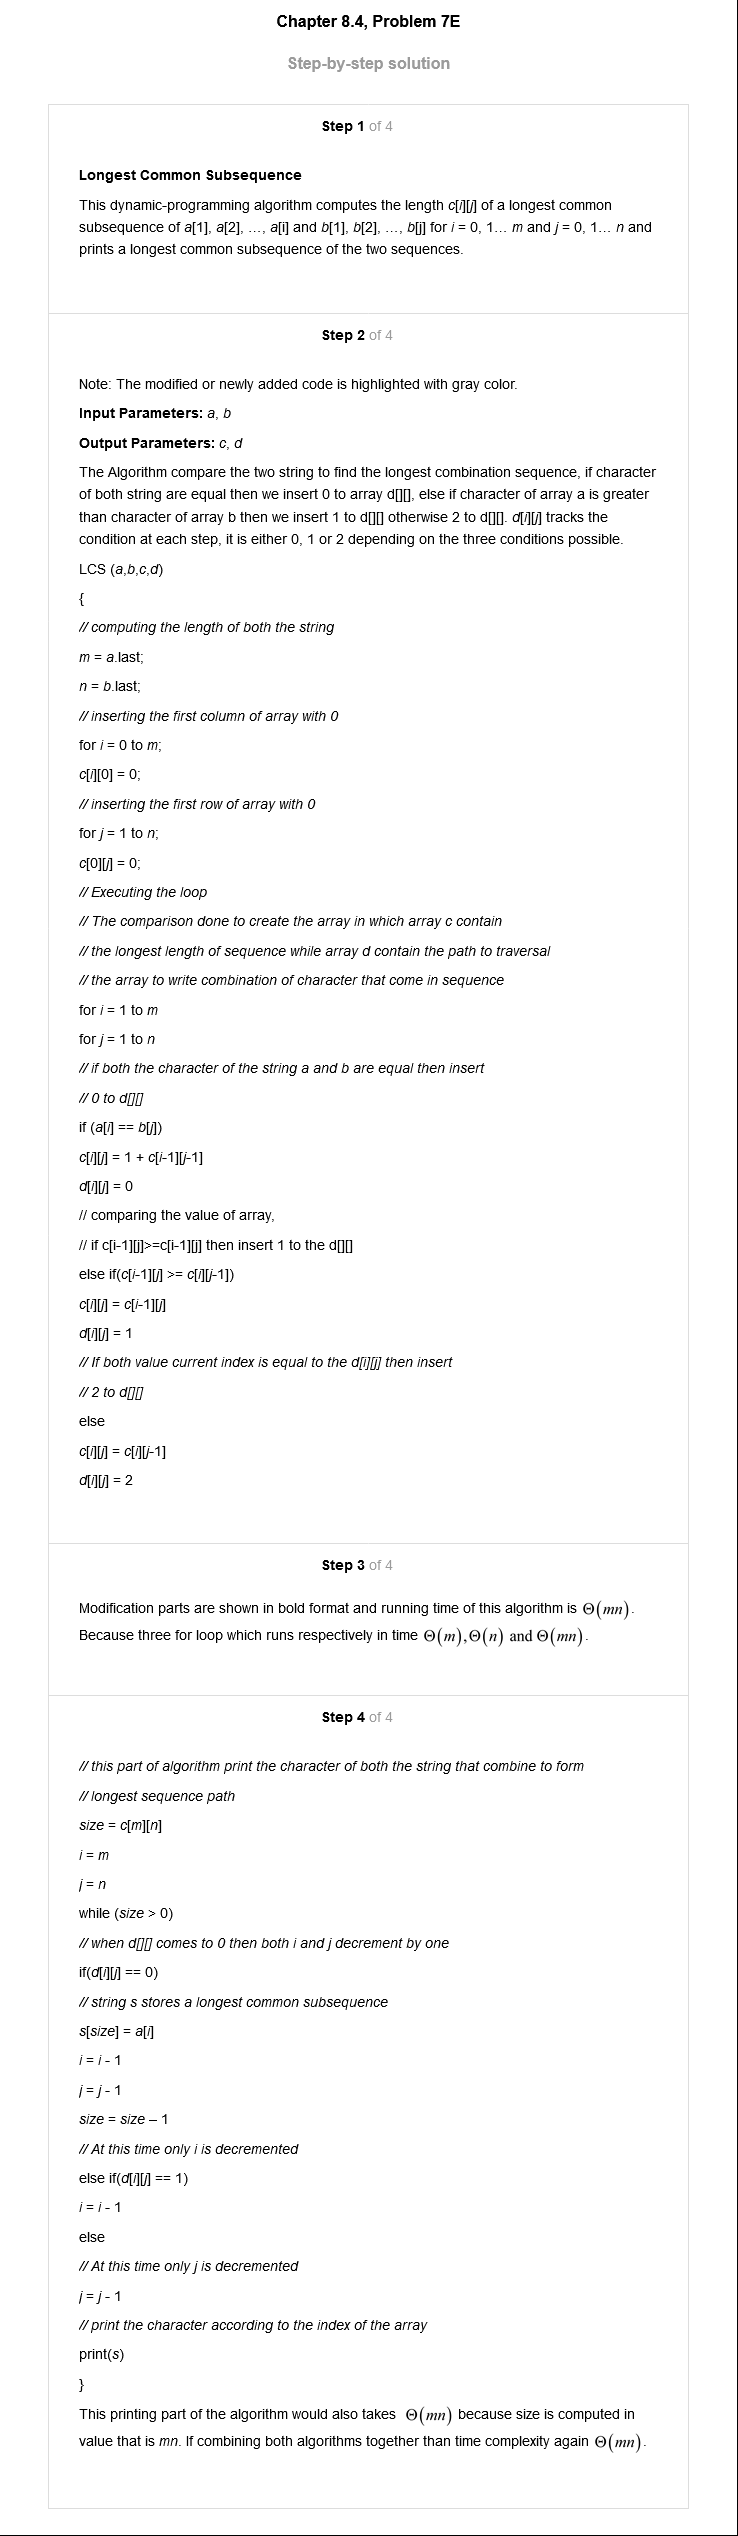 Chapter 8.4, Problem 7E
Step-by-step solution
Step 1 of 4
Longest Common Subsequence
This dynamic-programming algorithm computes the length c[i][j] of a longest common
subsequence of a[1], a[2], …, a[i] and b[1], b[2], …, b[j] for i = 0, 1… m and j = 0, 1… n and
prints a longest common subsequence of the two sequences.
Step 2 of 4
Note: The modified or newly added code is highlighted with gray color.
Input Parameters: a, b
Output Parameters: c, d
The Algorithm compare the two string to find the longest combination sequence, if character
of both string are equal then we insert 0 to array d[][], else if character of array a is greater
than character of array b then we insert 1 to d[][] otherwise 2 to d[][]. d[i][j] tracks the
condition at each step, it is either 0, 1 or 2 depending on the three conditions possible.
LCS (a,b,c,d)
{
// computing the length of both the string
m = a.last;
n = b.last;
// inserting the first column of array with 0
for i = 0 to m;
c[i][0] = 0;
// inserting the first row of array with 0
for j = 1 to n;
c[0][j] = 0;
// Executing the loop
// The comparison done to create the array in which array c contain
// the longest length of sequence while array d contain the path to traversal
// the array to write combination of character that come in sequence
for i = 1 to m
for j = 1 to n
// if both the character of the string a and b are equal then insert
// 0 to d[][]
if (a[i] == b[j])
c[i][j] = 1 + c[i-1][j-1]
d[i][j] = 0
// comparing the value of array,
// if c[i-1][j]>=c[i-1][j] then insert 1 to the d[][]
else if(c[i-1][j] >= c[i][j-1])
c[i][j] = c[i-1][j]
d[i][j] = 1
// If both value current index is equal to the d[i][j] then insert
// 2 to d[][]
else
c[i][j] = c[i][j-1]
d[i][j] = 2
Step 3 of 4
Modification parts are shown in bold format and running time of this algorithm is Θ(mn).
Because three for loop which runs respectively in time Θ(m),Θ(n) and Θ(mn).
Step 4 of 4
// this part of algorithm print the character of both the string that combine to form
// longest sequence path
size = c[m][n]
i = m
j = n
while (size > 0)
// when d[][] comes to 0 then both i and j decrement by one
if(d[i][j] == 0)
// string s stores a longest common subsequence
s[size] = a[i]
i = i - 1
j = j - 1
size = size – 1
// At this time only i is decremented
else if(d[i][j] == 1)
i = i - 1
else
// At this time only j is decremented
j = j - 1
// print the character according to the index of the array
print(s)
}
This printing part of the algorithm would also takes Θ(mn) because size is computed in
value that is mn. If combining both algorithms together than time complexity again Θ(mn).